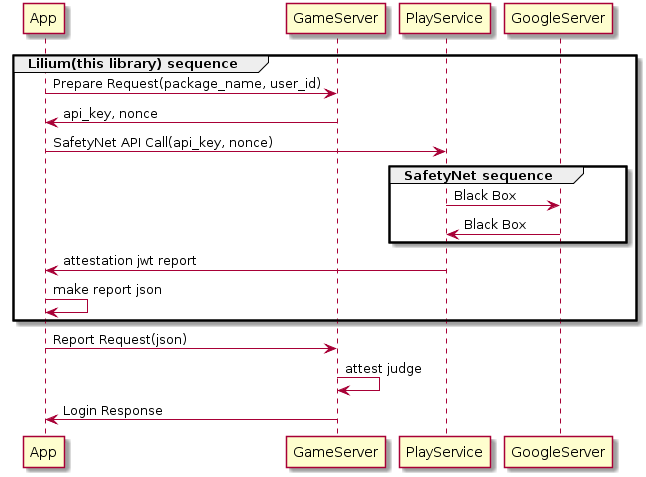 App
GameServer
PlayService
GoogleServer
Lilium(this library) sequence
Prepare Request(package_name, user_id)
api_key, nonce
SafetyNet API Call(api_key, nonce)
SafetyNet sequence
Black Box
Black Box
attestation jwt report
make report json
Report Request(json)
attest judge
Login Response
App
GameServer
PlayService
GoogleServer